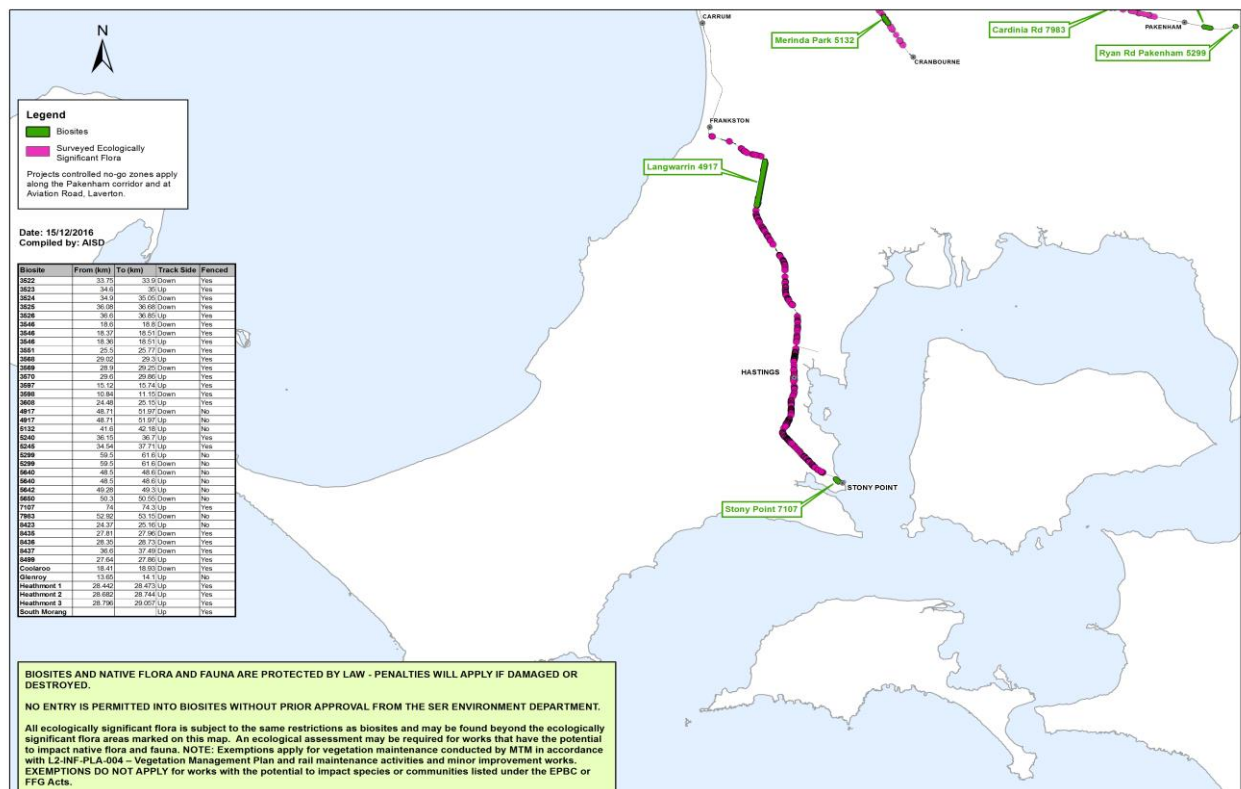 CARRUM
Merinda Park 5132
Cardinia Rd 7983
PAKENHAM
Ryan Rd Pakenham 5299
CRANBOURNE
N
FRANKSTON
Langwarrin 4917
HASTINGS
STONY POINT
Stony Point 7107
Legend
Biosites
Surveyed Ecologically
Significant Flora
Projects controlled no-go zones apply
along the Pakenham corridor and at
Aviation Road, Laverton.
Date: 15/12/2016
Compiled by: AISD
Biosite From (km) To (km) Track Side Fenced
3522 33.75 33.9 Down Yes
3523 34.6 35 Up Yes
3524 34.9 35.05 Down Yes
3525 36.08 36.68 Down Yes
3526 36.6 36.85 Up Yes
3546 18.6 18.8 Down Yes
3546 18.37 18.51 Down Yes
3546 18.36 18.51 Up Yes
3551 25.5 25.77 Down Yes
3568 29.02 29.3 Up Yes
3569 28.9 29.25 Down Yes
3570 29.6 29.86 Up Yes
3597 15.12 15.74 Up Yes
3598 10.84 11.15 Down Yes
3608 24.48 25.15 Up Yes
4917 48.71 51.97 Down No
4917 48.71 51.97 Up No
5132 41.6 42.18 Up No
5240 36.15 36.7 Up Yes
5245 34.54 37.71 Up Yes
5299 59.5 61.6 Up No
5299 59.5 61.6 Down No
5640 48.5 48.6 Down No
5640 48.5 48.6 Up No
5642 49.28 49.3 Up No
5650 50.3 50.55 Down No
7107 74 74.3 Up Yes
7983 52.92 53.15 Down No
8423 24.37 25.16 Up No
8435 27.81 27.96 Down Yes
8436 28.35 28.73 Down Yes
8437 36.6 37.49 Down Yes
8499 27.64 27.86 Up Yes
Coolaroo 18.41 18.93 Down Yes
Glenroy 13.65 14.1 Up No
Heathmont 1 28.442 28.473 Up Yes
Heathmont 2 28.682 28.744 Up Yes
Heathmont 3 28.796 29.057 Up Yes
South Morang Up Yes
BIOSITES AND NATIVE FLORA AND FAUNA ARE PROTECTED BY LAW - PENALTIES WILL APPLY IF DAMAGED OR
DESTROYED.
NO ENTRY IS PERMITTED INTO BIOSITES WITHOUT PRIOR APPROVAL FROM THE SER ENVIRONMENT DEPARTMENT.
All ecologically significant flora is subject to the same restrictions as biosites and may be found beyond the ecologically
significant flora areas marked on this map. An ecological assessment may be required for works that have the potential
to impact native flora and fauna. NOTE: Exemptions apply for vegetation maintenance conducted by MTM in accordance
with L2-INF-PLA-004 – Vegetation Management Plan and rail maintenance activities and minor improvement works.
EXEMPTIONS DO NOT APPLY for works with the potential to impact species or communities listed under the EPBC or
FFG Acts.